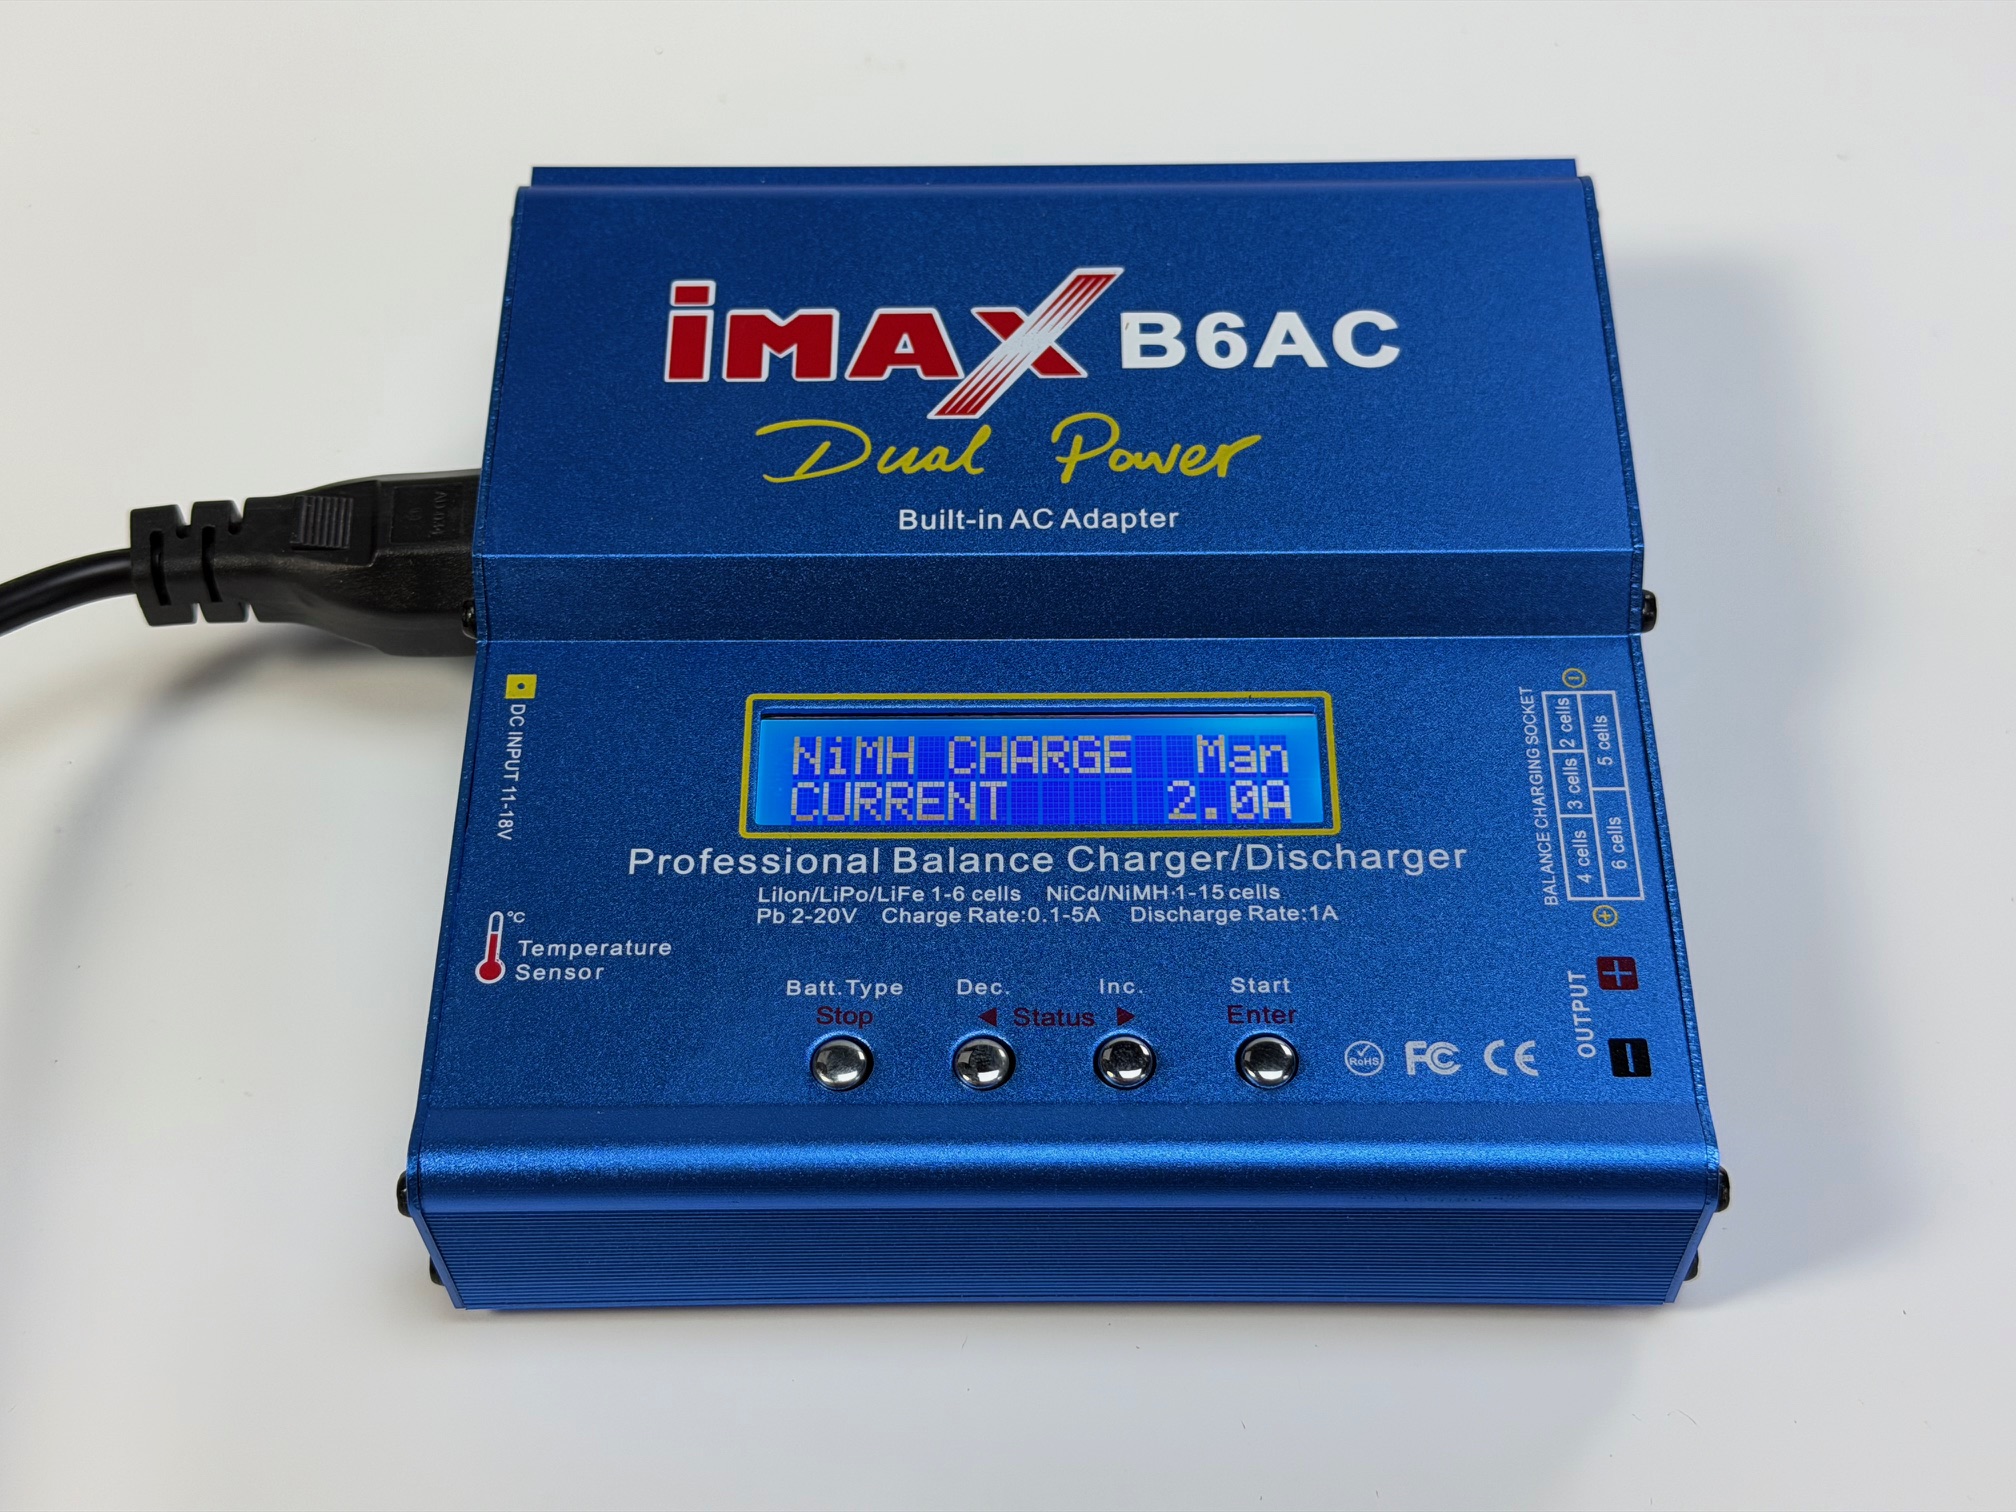 iMAX B6AC
Dual Power
Built-in AC Adapter
DC INPUT 11-18V
NiMH CHARGE Man
CURRENT 2.0A
BALANCE CHARGING SOCKET
2 cells
3 cells
4 cells
5 cells
6 cells
Professional Balance Charger/Discharger
LiIon/LiPo/LiFe 1-6 cells NiCd/NiMH·1-15 cells
Pb 2-20V Charge Rate:0.1-5A Discharge Rate:1A
°C
Temperature
Sensor
Batt.Type Dec. Inc. Start
Stop ◀ Status ▶ Enter
OUTPUT
RoHS FC CE